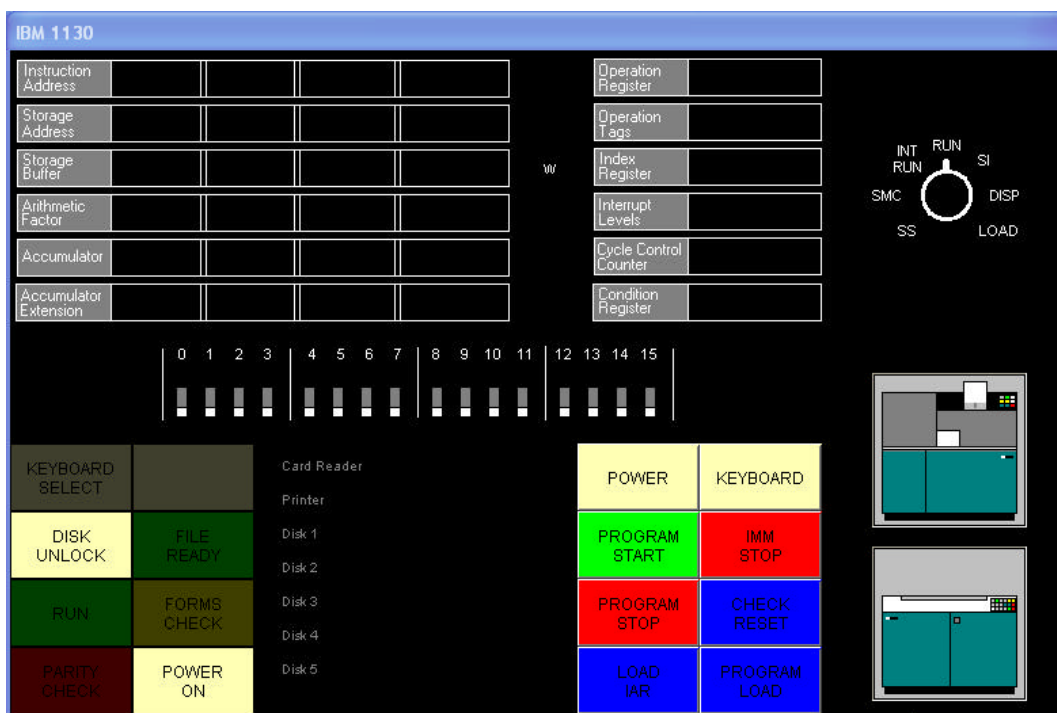 IBM 1130
Instruction
Address
Operation
Register
Storage
Address
Operation
Tags
Storage
Buffer
W
Index
Register
Arithmetic
Factor
Interrupt
Levels
Accumulator
Cycle Control
Counter
Accumulator
Extension
Condition
Register
INT
RUN
RUN
SI
SMC
DISP
SS
LOAD
0 1 2 3 4 5 6 7 8 9 10 11 12 13 14 15
KEYBOARD
SELECT
DISK
UNLOCK
FILE
READY
RUN
FORMS
CHECK
PARITY
CHECK
POWER
ON
Card Reader
Printer
Disk 1
Disk 2
Disk 3
Disk 4
Disk 5
POWER
KEYBOARD
PROGRAM
START
IMM
STOP
PROGRAM
STOP
CHECK
RESET
LOAD
IAR
PROGRAM
LOAD